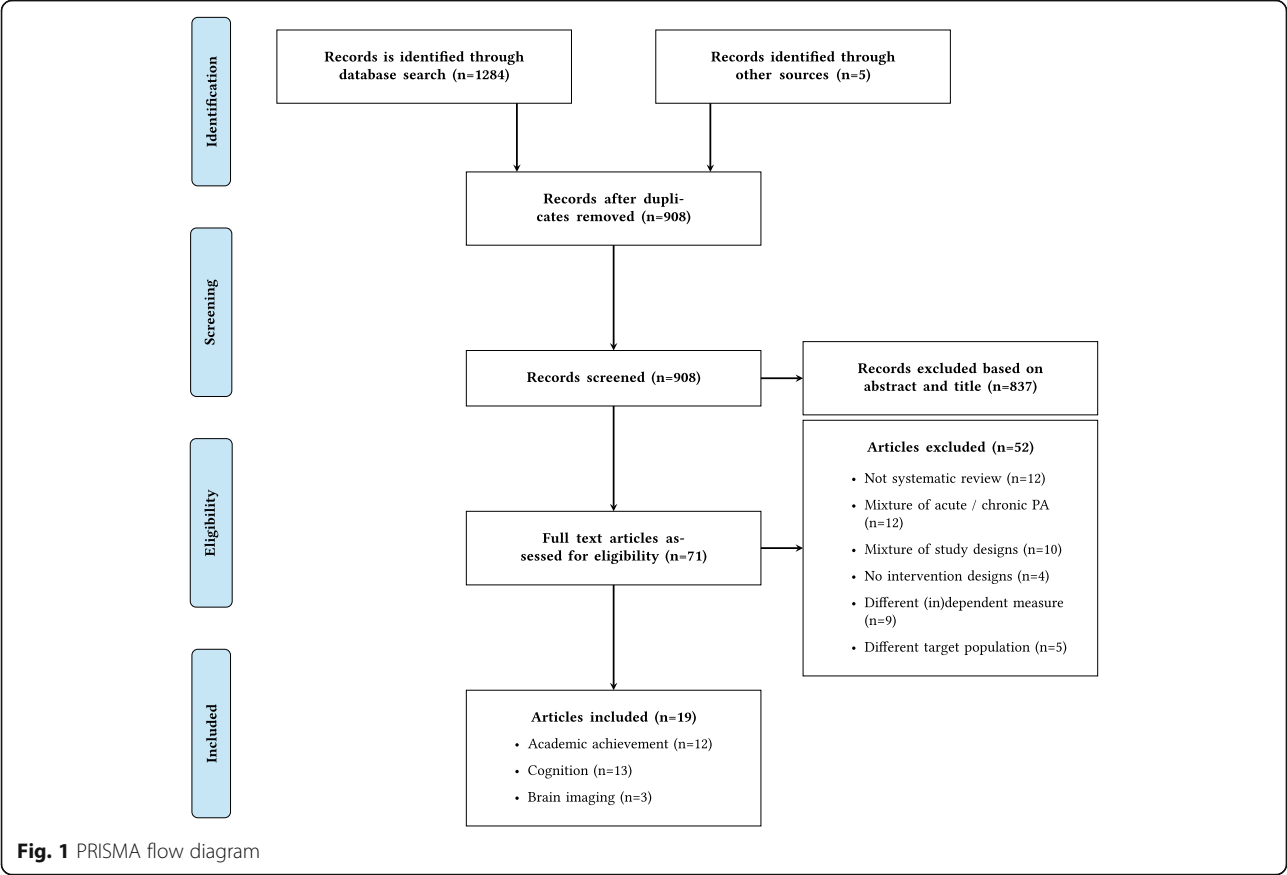 Identification
Records is identified through
database search (n=1284)
Records identified through
other sources (n=5)
Records after dupli-
cates removed (n=908)
Screening
Records screened (n=908)
Records excluded based on
abstract and title (n=837)
Eligibility
Full text articles as-
sessed for eligibility (n=71)
Articles excluded (n=52)
• Not systematic review (n=12)
• Mixture of acute / chronic PA
(n=12)
• Mixture of study designs (n=10)
• No intervention designs (n=4)
• Different (in)dependent measure
(n=9)
• Different target population (n=5)
Included
Articles included (n=19)
• Academic achievement (n=12)
• Cognition (n=13)
• Brain imaging (n=3)
Fig. 1 PRISMA flow diagram